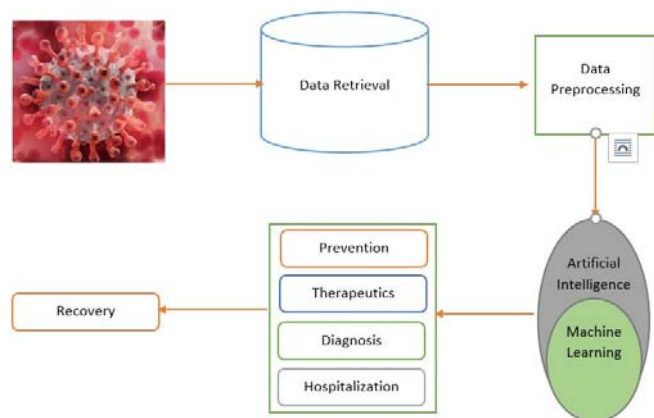 Data Retrieval
Data
Preprocessing
Artificial
Intelligence
Machine
Learning
Prevention
Therapeutics
Diagnosis
Hospitalization
Recovery